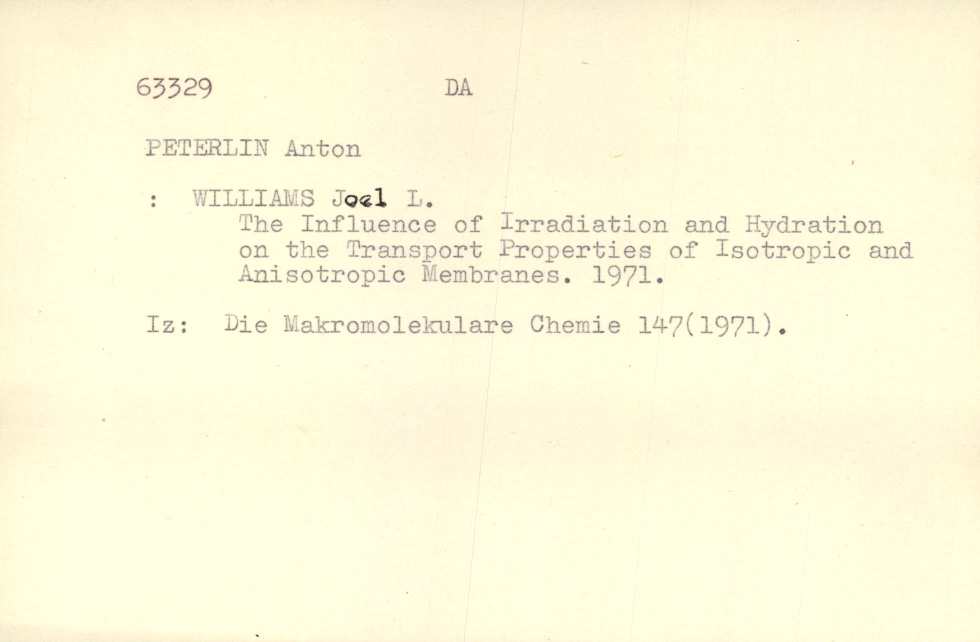 63329 DA
PETERLIN Anton
: WILLIAMS Joel L.
The Influence of Irradiation and Hydration
on the Transport Properties of Isotropic and
Anisotropic Membranes. 1971.
Iz: Die Makromolekulare Chemie 147(1971).